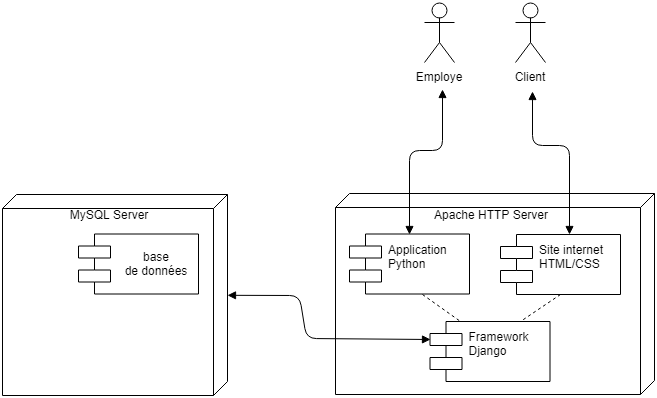 Employe
Client
MySQL Server
Apache HTTP Server
base
de données
Application
Python
Site internet
HTML/CSS
Framework
Django